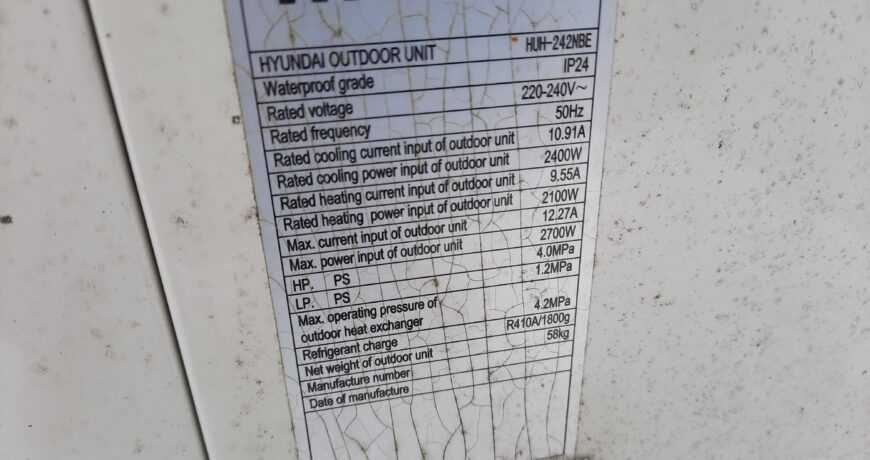 HYUNDAI OUTDOOR UNIT HUH-242NBE
Waterproof grade IP24
Rated voltage 220-240V~
Rated frequency 50Hz
Rated cooling current input of outdoor unit 10.91A
Rated cooling power input of outdoor unit 2400W
Rated heating current input of outdoor unit 9.55A
Rated heating power input of outdoor unit 2100W
Max. current input of outdoor unit 12.27A
Max. power input of outdoor unit 2700W
HP. PS 4.0MPa
LP. PS 1.2MPa
Max. operating pressure of
outdoor heat exchanger 4.2MPa
Refrigerant charge R410A/1800g
Net weight of outdoor unit 58kg
Manufacture number
Date of manufacture